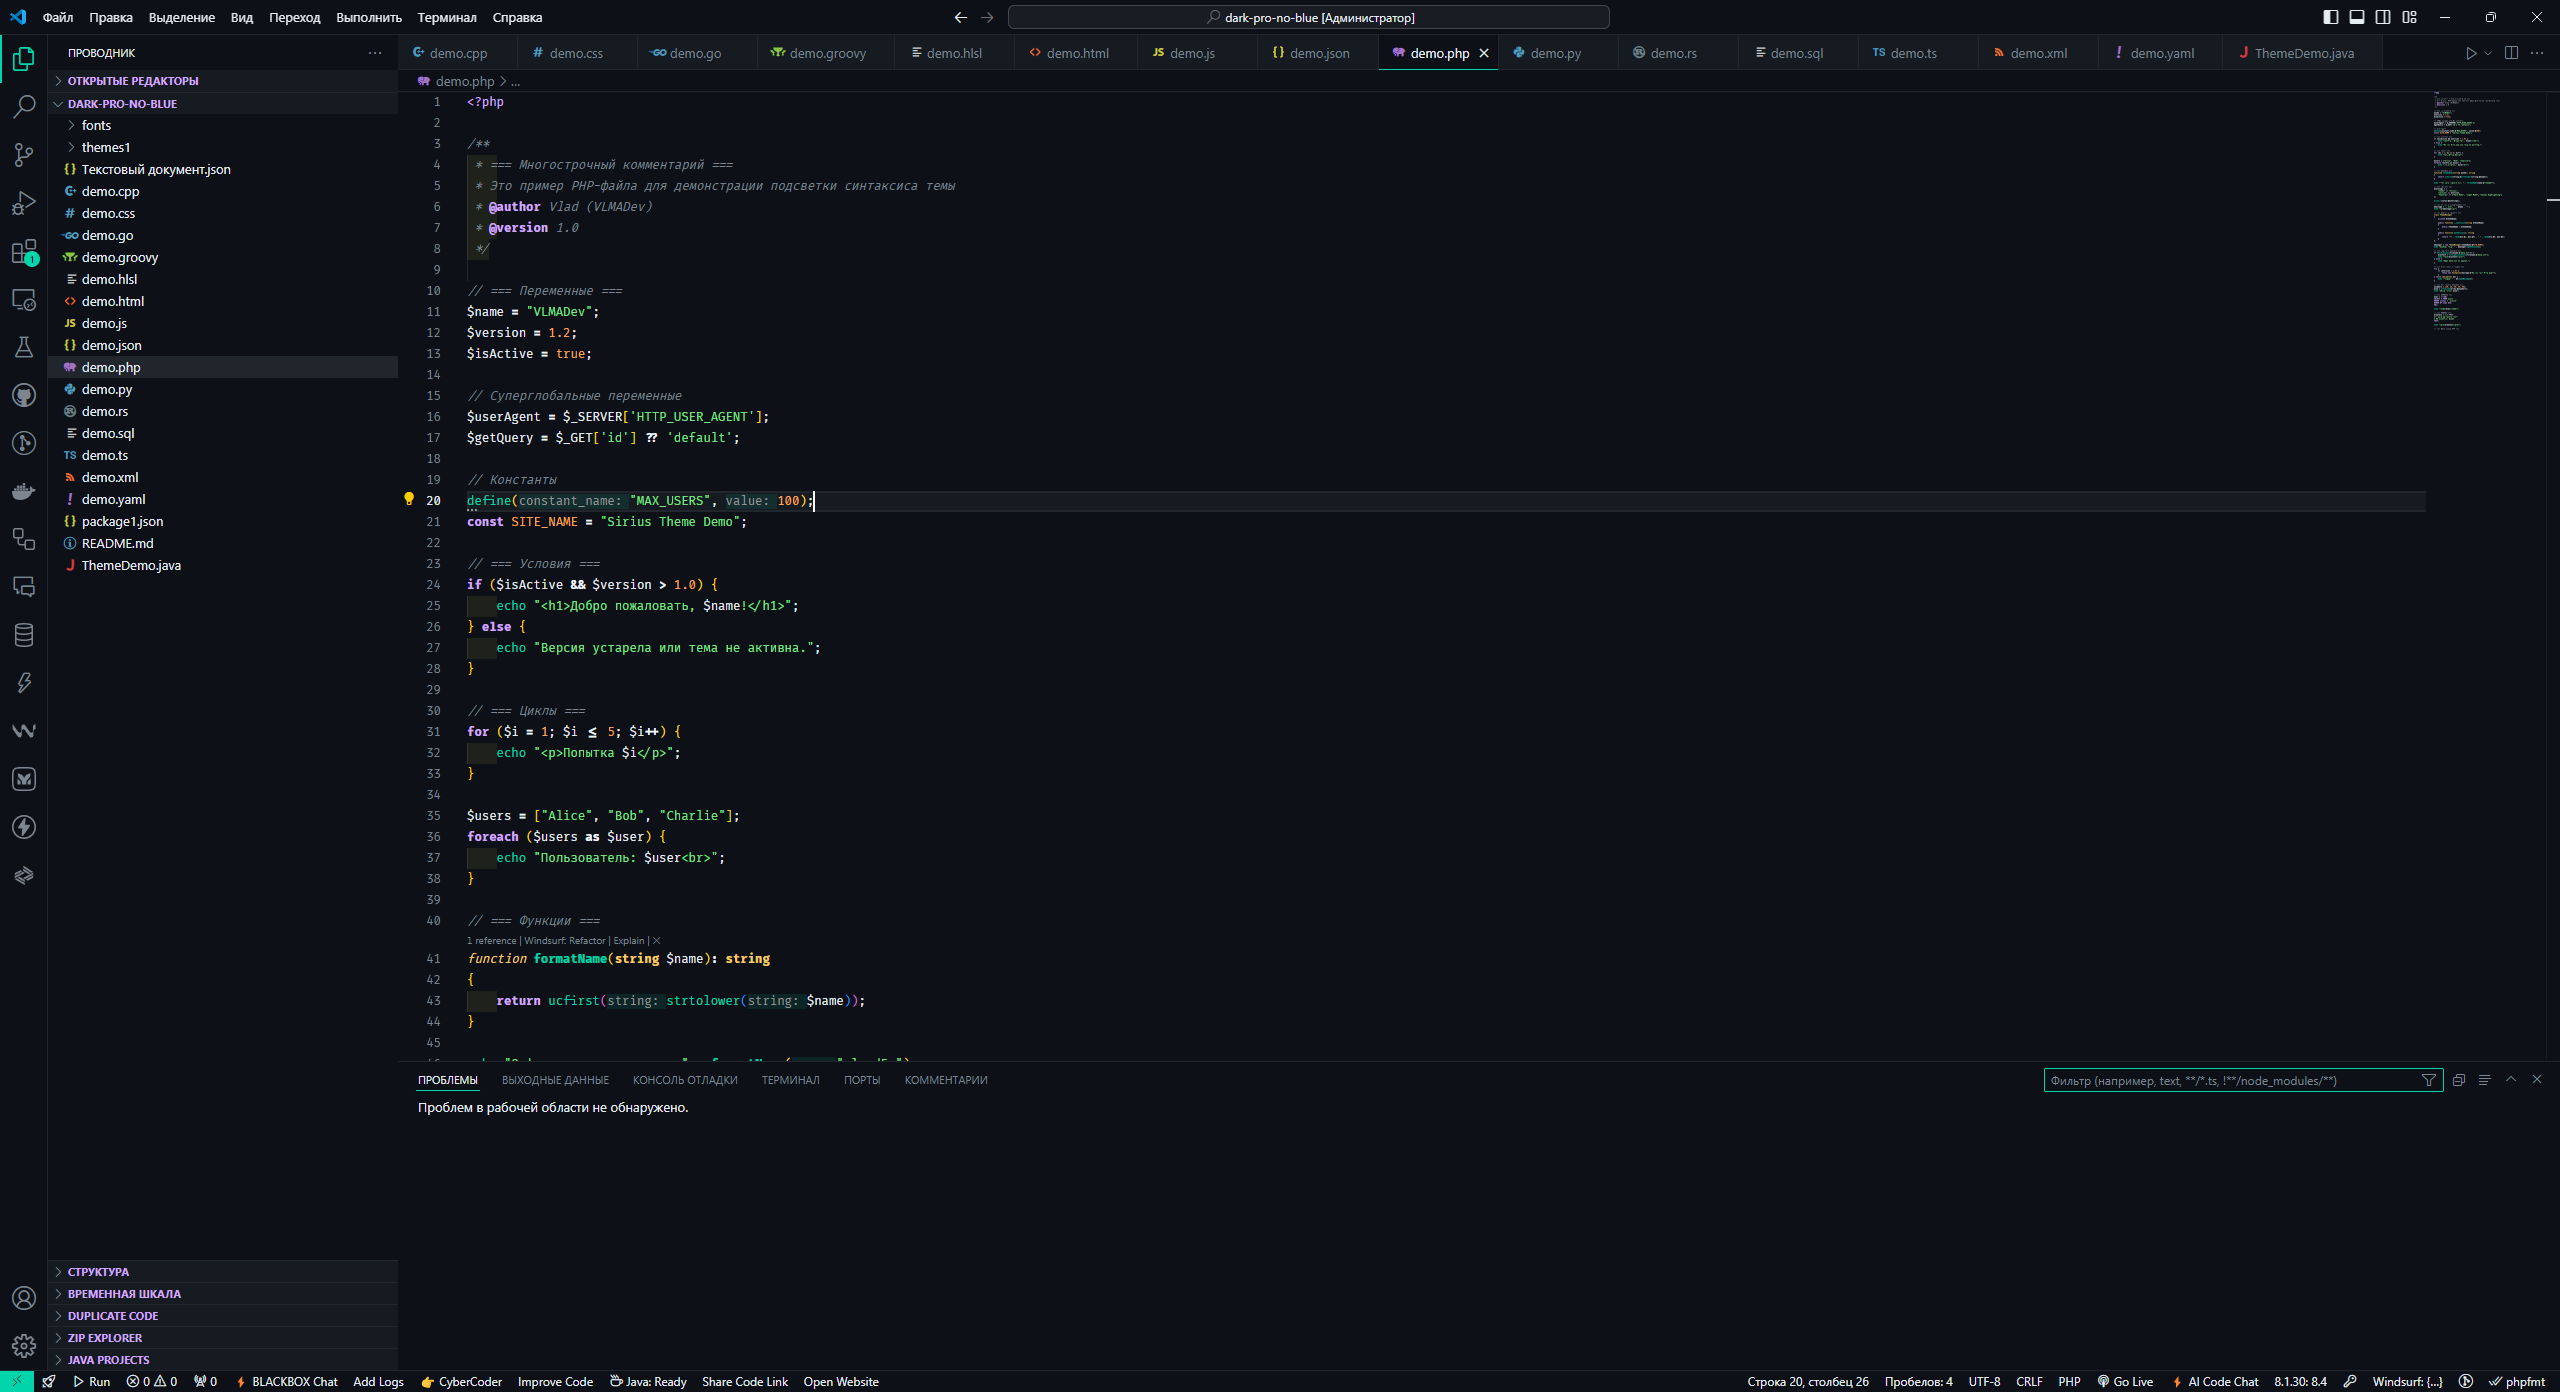 Файл Правка Выделение Вид Переход Выполнить Терминал Справка
dark-pro-no-blue [Администратор]
ПРОВОДНИК
ОТКРЫТЫЕ РЕДАКТОРЫ
DARK-PRO-NO-BLUE
fonts
themes1
{} Текстовый документ.json
demo.cpp
# demo.css
GO demo.go
demo.groovy
demo.hlsl
<> demo.html
JS demo.js
{} demo.json
demo.php
demo.py
demo.rs
demo.sql
TS demo.ts
demo.xml
! demo.yaml
{} package1.json
README.md
J ThemeDemo.java
1
СТРУКТУРА
ВРЕМЕННАЯ ШКАЛА
DUPLICATE CODE
ZIP EXPLORER
JAVA PROJECTS
demo.cpp # demo.css GO demo.go demo.groovy demo.hlsl <> demo.html JS demo.js {} demo.json demo.php demo.py demo.rs demo.sql TS demo.ts demo.xml ! demo.yaml J ThemeDemo.java
demo.php > ...
1 <?php
2
3 /**
4 * === Многострочный комментарий ===
5 * Это пример PHP-файла для демонстрации подсветки синтаксиса темы
6 * @author Vlad (VLMADev)
7 * @version 1.0
8 */
9
10 // === Переменные ===
11 $name = "VLMADev";
12 $version = 1.2;
13 $isActive = true;
14
15 // Суперглобальные переменные
16 $userAgent = $_SERVER['HTTP_USER_AGENT'];
17 $getQuery = $_GET['id'] ?? 'default';
18
19 // Константы
20 define(constant_name: "MAX_USERS", value: 100);
21 const SITE_NAME = "Sirius Theme Demo";
22
23 // === Условия ===
24 if ($isActive && $version > 1.0) {
25 echo "<h1>Добро пожаловать, $name!</h1>";
26 } else {
27 echo "Версия устарела или тема не активна.";
28 }
29
30 // === Циклы ===
31 for ($i = 1; $i ≤ 5; $i++) {
32 echo "<p>Попытка $i</p>";
33 }
34
35 $users = ["Alice", "Bob", "Charlie"];
36 foreach ($users as $user) {
37 echo "Пользователь: $user<br>";
38 }
39
40 // === Функции ===
1 reference | Windsurf: Refactor | Explain | X
41 function formatName(string $name): string
42 {
43 return ucfirst(string: strtolower(string: $name));
44 }
45
ПРОБЛЕМЫ ВЫХОДНЫЕ ДАННЫЕ КОНСОЛЬ ОТЛАДКИ ТЕРМИНАЛ ПОРТЫ КОММЕНТАРИИ
Фильтр (например, text, **/*.ts, !**/node_modules/**)
Проблем в рабочей области не обнаружено.
Run 0 0 0 BLACKBOX Chat Add Logs CyberCoder Improve Code Java: Ready Share Code Link Open Website
Строка 20, столбец 26 Пробелов: 4 UTF-8 CRLF PHP Go Live AI Code Chat 8.1.30: 8.4 Windsurf: {...} phpfmt